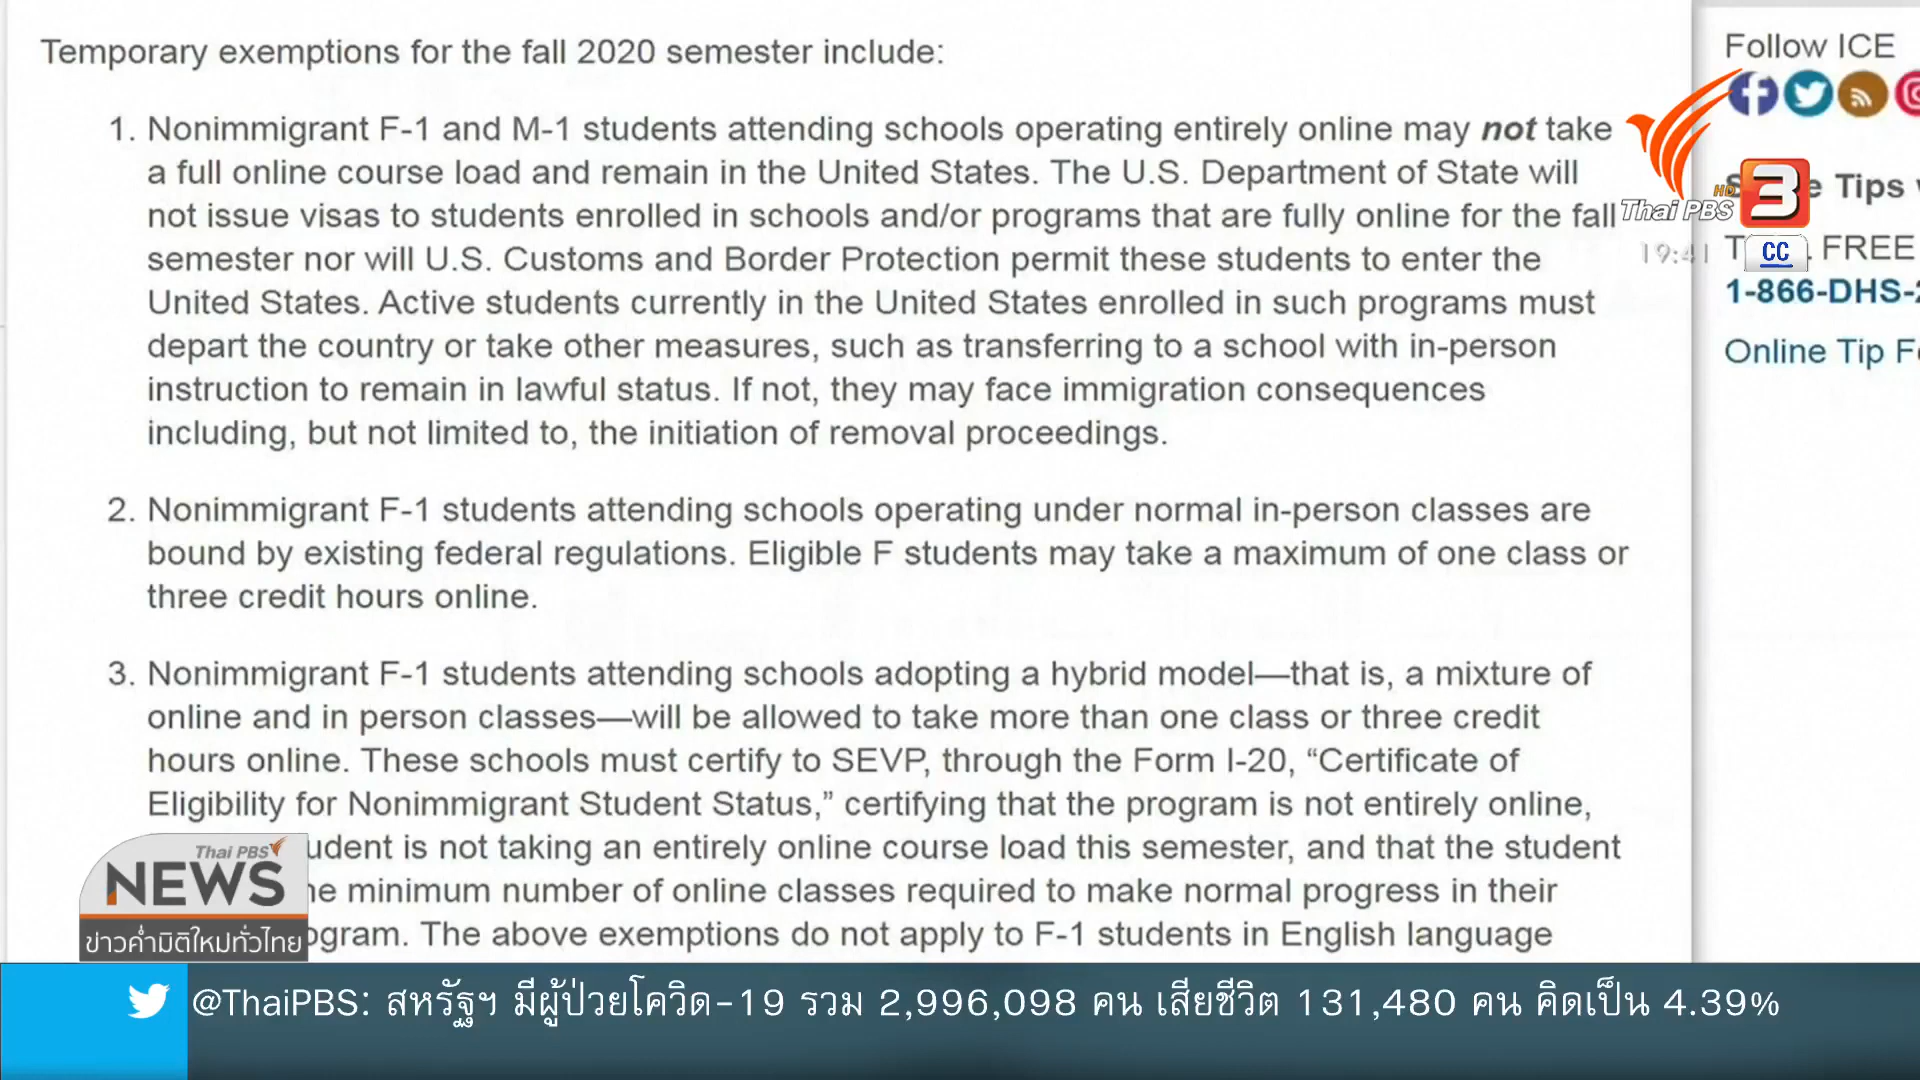 Temporary exemptions for the fall 2020 semester include:
1. Nonimmigrant F-1 and M-1 students attending schools operating entirely online may not take
a full online course load and remain in the United States. The U.S. Department of State will
not issue visas to students enrolled in schools and/or programs that are fully online for the fall
semester nor will U.S. Customs and Border Protection permit these students to enter the
United States. Active students currently in the United States enrolled in such programs must
depart the country or take other measures, such as transferring to a school with in-person
instruction to remain in lawful status. If not, they may face immigration consequences
including, but not limited to, the initiation of removal proceedings.
2. Nonimmigrant F-1 students attending schools operating under normal in-person classes are
bound by existing federal regulations. Eligible F students may take a maximum of one class or
three credit hours online.
3. Nonimmigrant F-1 students attending schools adopting a hybrid model—that is, a mixture of
online and in person classes—will be allowed to take more than one class or three credit
hours online. These schools must certify to SEVP, through the Form I-20, “Certificate of
Eligibility for Nonimmigrant Student Status,” certifying that the program is not entirely online,
udent is not taking an entirely online course load this semester, and that the student
he minimum number of online classes required to make normal progress in their
ogram. The above exemptions do not apply to F-1 students in English language
Follow ICE
Tips
FREE
1-866-DHS-
Online Tip
HD
Thai PBS 3
19:41
CC
Thai PBS
NEWS
ข่าวค่ำมิติใหม่ทั่วไทย
@ThaiPBS: สหรัฐฯ มีผู้ป่วยโควิด-19 รวม 2,996,098 คน เสียชีวิต 131,480 คน คิดเป็น 4.39%